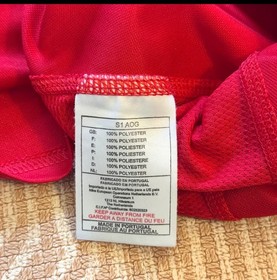 S1 AOG
GB: 100% POLYESTER
F: 100% POLYESTER
E: 100% POLYESTER
P: 100% POLYESTER
I: 100% POLIESTERE
D: 100% POLYESTER
NL: 100% POLYESTER
FABRICADO EM PORTUGAL
FABRICADO EN PORTUGAL
KEEP AWAY FROM FIRE
GARDER A DISTANCE DU FEU
MADE IN PORTUGAL
FABRIQUE AU PORTUGAL